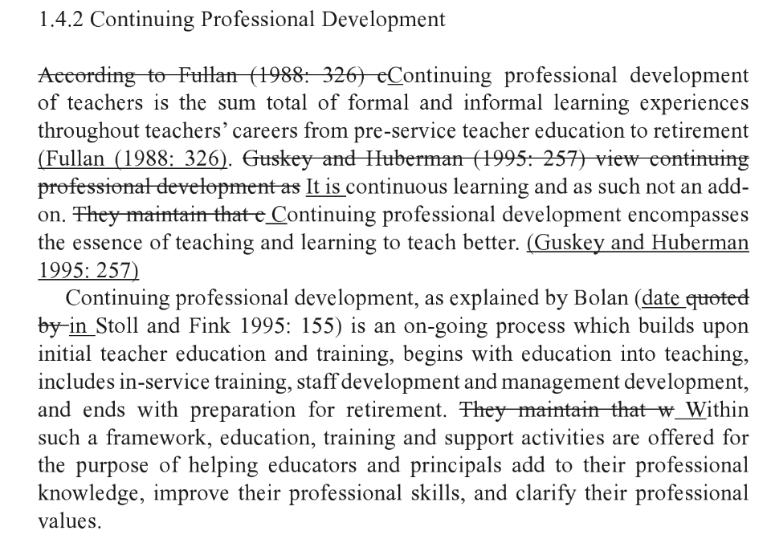 1.4.2 Continuing Professional Development
According to Fullan (1988: 326) cContinuing professional development
of teachers is the sum total of formal and informal learning experiences
throughout teachers' careers from pre-service teacher education to retirement
(Fullan (1988: 326). Guskey and Huberman (1995: 257) view continuing
professional development as It is continuous learning and as such not an add-
on. They maintain that c Continuing professional development encompasses
the essence of teaching and learning to teach better. (Guskey and Huberman
1995: 257)
Continuing professional development, as explained by Bolan (date quoted
by in Stoll and Fink 1995: 155) is an on-going process which builds upon
initial teacher education and training, begins with education into teaching,
includes in-service training, staff development and management development,
and ends with preparation for retirement. They maintain that w Within
such a framework, education, training and support activities are offered for
the purpose of helping educators and principals add to their professional
knowledge, improve their professional skills, and clarify their professional
values.